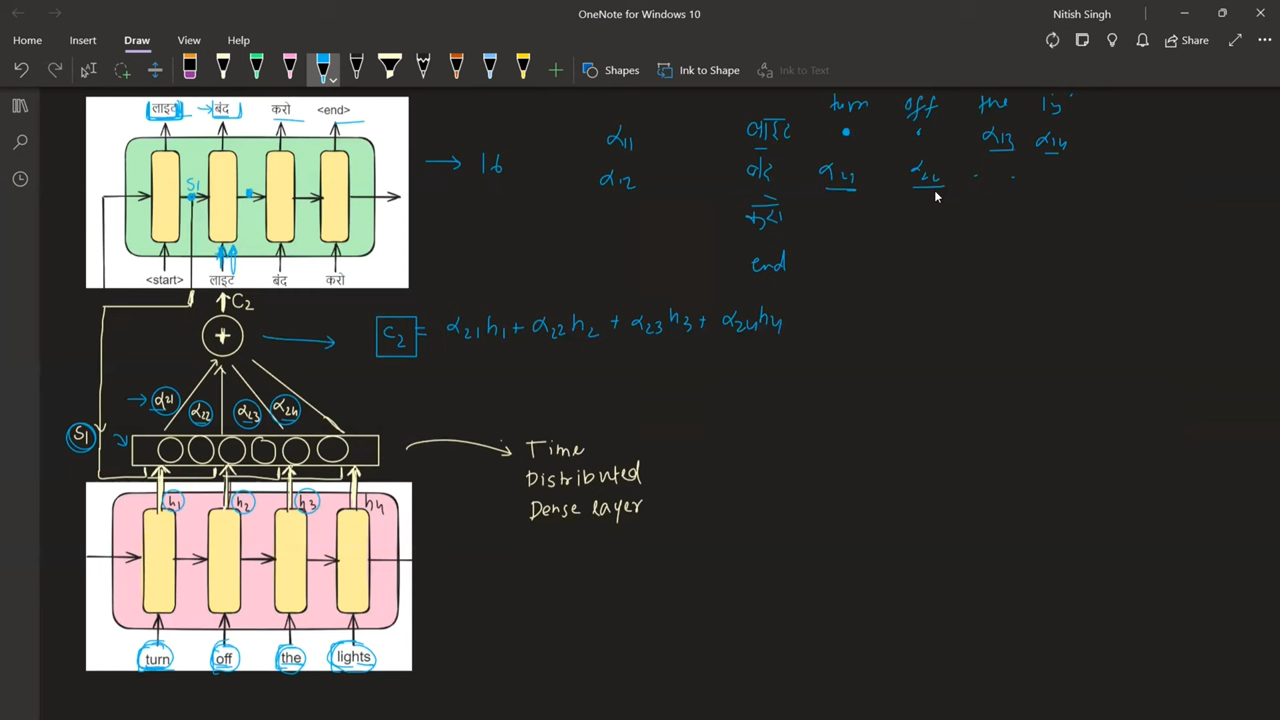 OneNote for Windows 10
Nitish Singh
Home Insert Draw View Help
Share
Shapes Ink to Shape Ink to Text
लाइट बंद करो <end>
S1
<start> लाइट बंद करो
→ 16
α11
α12
turn off the
लाइट α13 α14
बंद α21 α22
करो
end
C2
+
C2 = α21h1 + α22h2 + α23h3 + α24h4
α21 α22 α23 α24
S1
Time
Distributed
Dense layer
h1 h2 h3 h4
turn off the lights